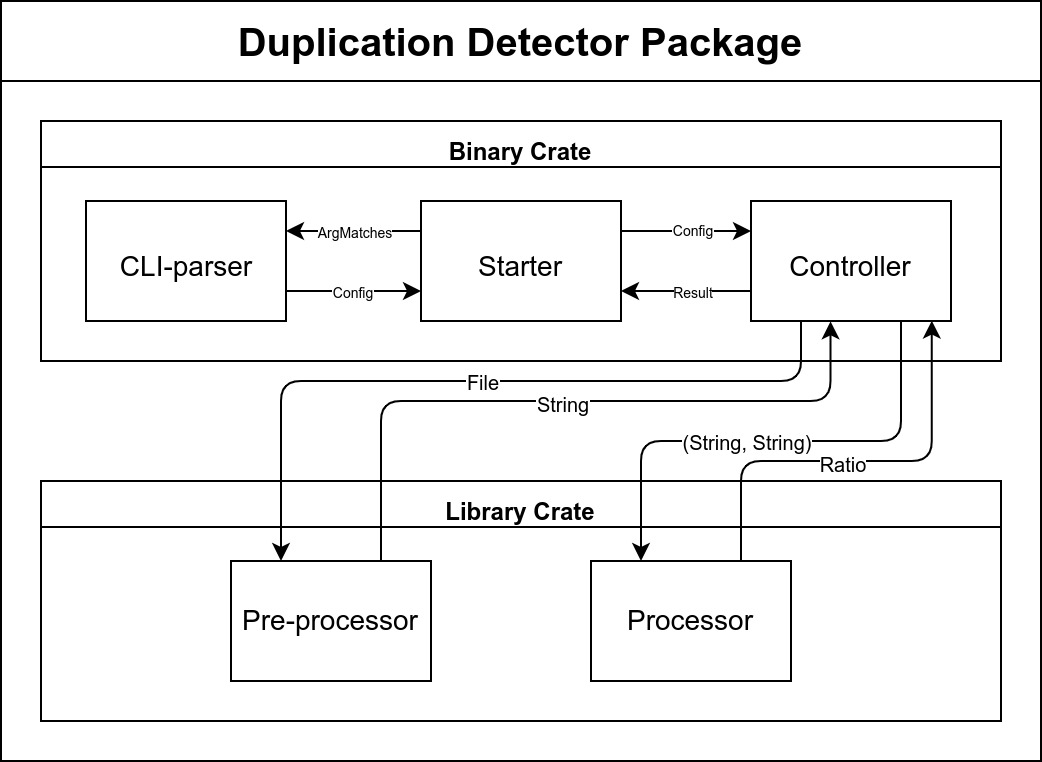 Duplication Detector Package
Binary Crate
ArgMatches
Config
CLI-parser
Starter
Controller
Config
Result
File
String
(String, String)
Ratio
Library Crate
Pre-processor
Processor